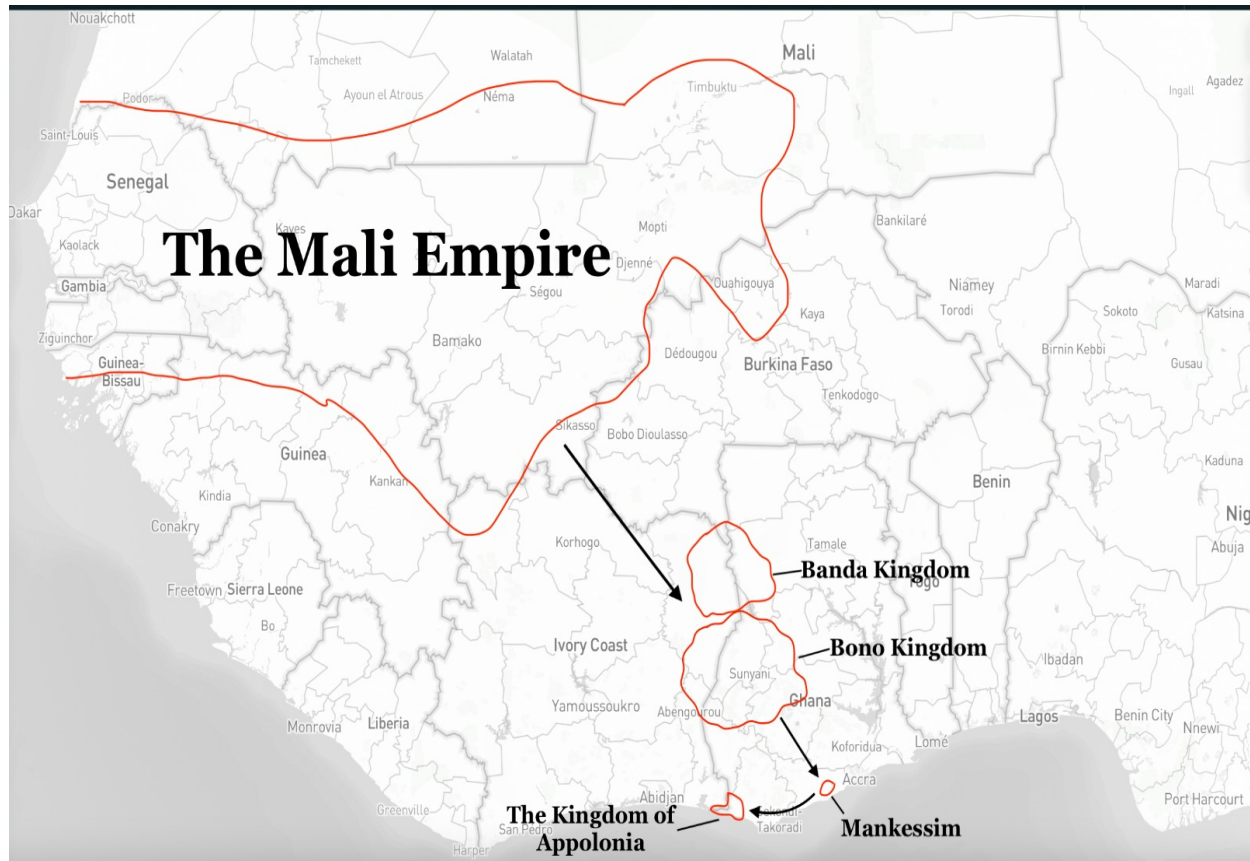 Nouakchott
Mali
Walatah
Tamchekett
Agadez
Timbuktu
Ingall
Podor
Ayoun el Atrous
Néma
Saint-Louis
Senegal
Dakar
Kayes
Mopti
Bankilaré
The Mali Empire
Kaolack
Djenné
Ouahigouya
Gambia
Ségou
Niamey
Maradi
Kaya
Torodi
Sokoto
Katsina
Ziguinchor
Bamako
Birnin Kebbi
Dédougou
Guinea-
Bissau
Burkina Faso
Gusau
Tenkodogo
Sikasso
Bobo Dioulasso
Guinea
Kaduna
Kankan
Benin
Kindia
Nig
Conakry
Korhogo
Tamale
Abuja
Banda Kingdom
Togo
Freetown
Sierra Leone
Bo
Ivory Coast
Bono Kingdom
Ibadan
Sunyani
Ghana
Yamoussoukro
Abengourou
Monrovia
Liberia
Lagos
Benin City
Nnewi
Koforidua
Lomé
Accra
Abidjan
Greenville
The Kingdom of
Appolonia
Takoradi
Port Harcourt
San Pedro
Mankessim
Harper